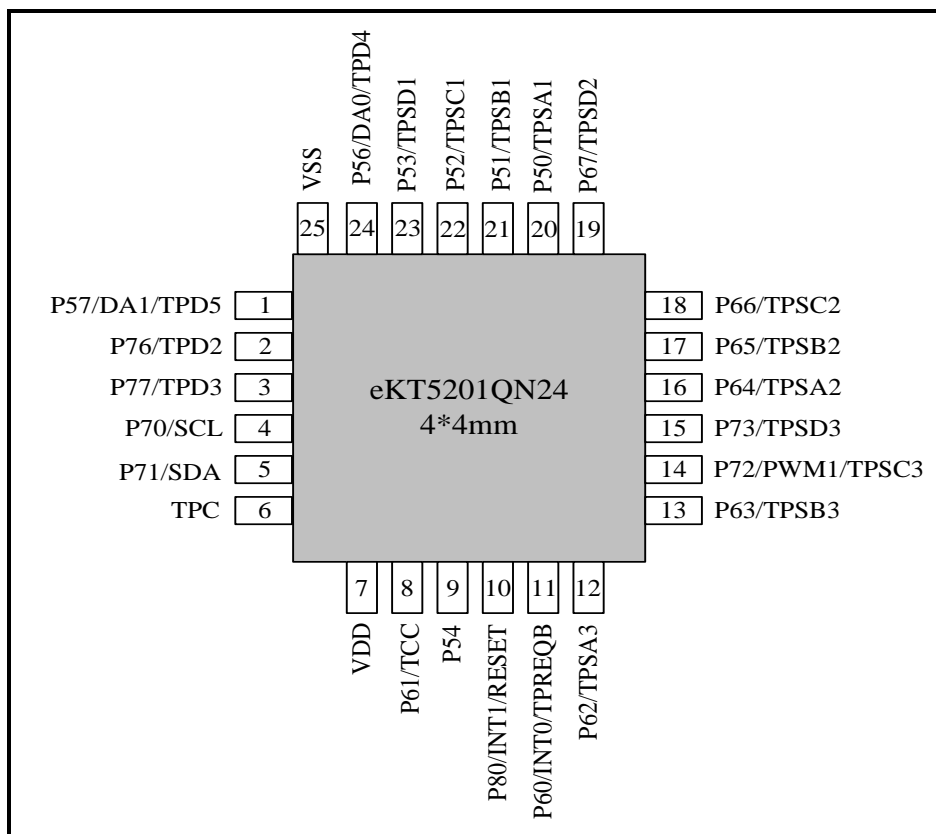 VSS
P56/DA0/TPD4
P53/TPSD1
P52/TPSC1
P51/TPSB1
P50/TPSA1
P67/TPSD2
25
24
23
22
21
20
19
P57/DA1/TPD5
1
P76/TPD2
2
P77/TPD3
3
P70/SCL
4
P71/SDA
5
TPC
6
eKT5201QN24
4*4mm
18
P66/TPSC2
17
P65/TPSB2
16
P64/TPSA2
15
P73/TPSD3
14
P72/PWM1/TPSC3
13
P63/TPSB3
7
8
9
10
11
12
VDD
P61/TCC
P54
P80/INT1/RESET
P60/INT0/TPREQB
P62/TPSA3